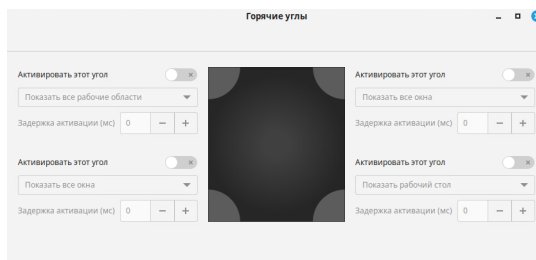 Горячие углы
Активировать этот угол
Показать все рабочие области
Задержка активации (мс) 0 − +
Активировать этот угол
Показать все окна
Задержка активации (мс) 0 − +
Активировать этот угол
Показать все окна
Задержка активации (мс) 0 − +
Активировать этот угол
Показать рабочий стол
Задержка активации (мс) 0 − +